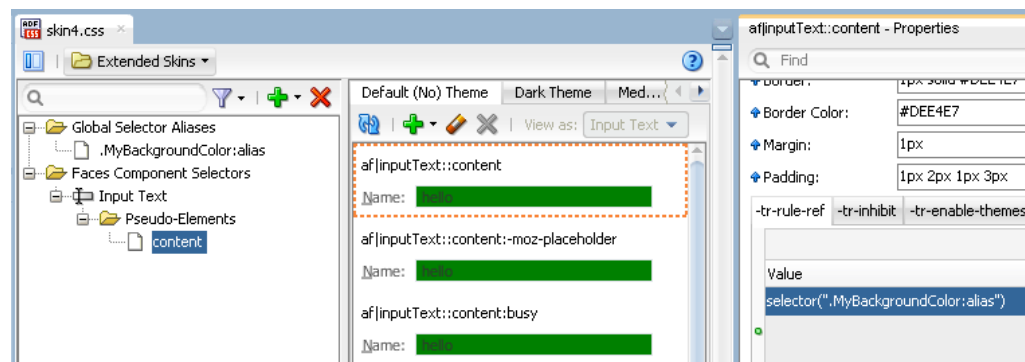 ADF CSS skin4.css
Extended Skins
Global Selector Aliases
.MyBackgroundColor:alias
Faces Component Selectors
Input Text
Pseudo-Elements
content
Default (No) Theme Dark Theme Med...
View as: Input Text
af|inputText::content
Name: hello
af|inputText::content:-moz-placeholder
Name: hello
af|inputText::content:busy
Name: hello
af|inputText::content - Properties
Find
Border: 1px solid #DEE4E7
Border Color: #DEE4E7
Margin: 1px
Padding: 1px 2px 1px 3px
-tr-rule-ref -tr-inhibit -tr-enable-themes
Value
selector(".MyBackgroundColor:alias")